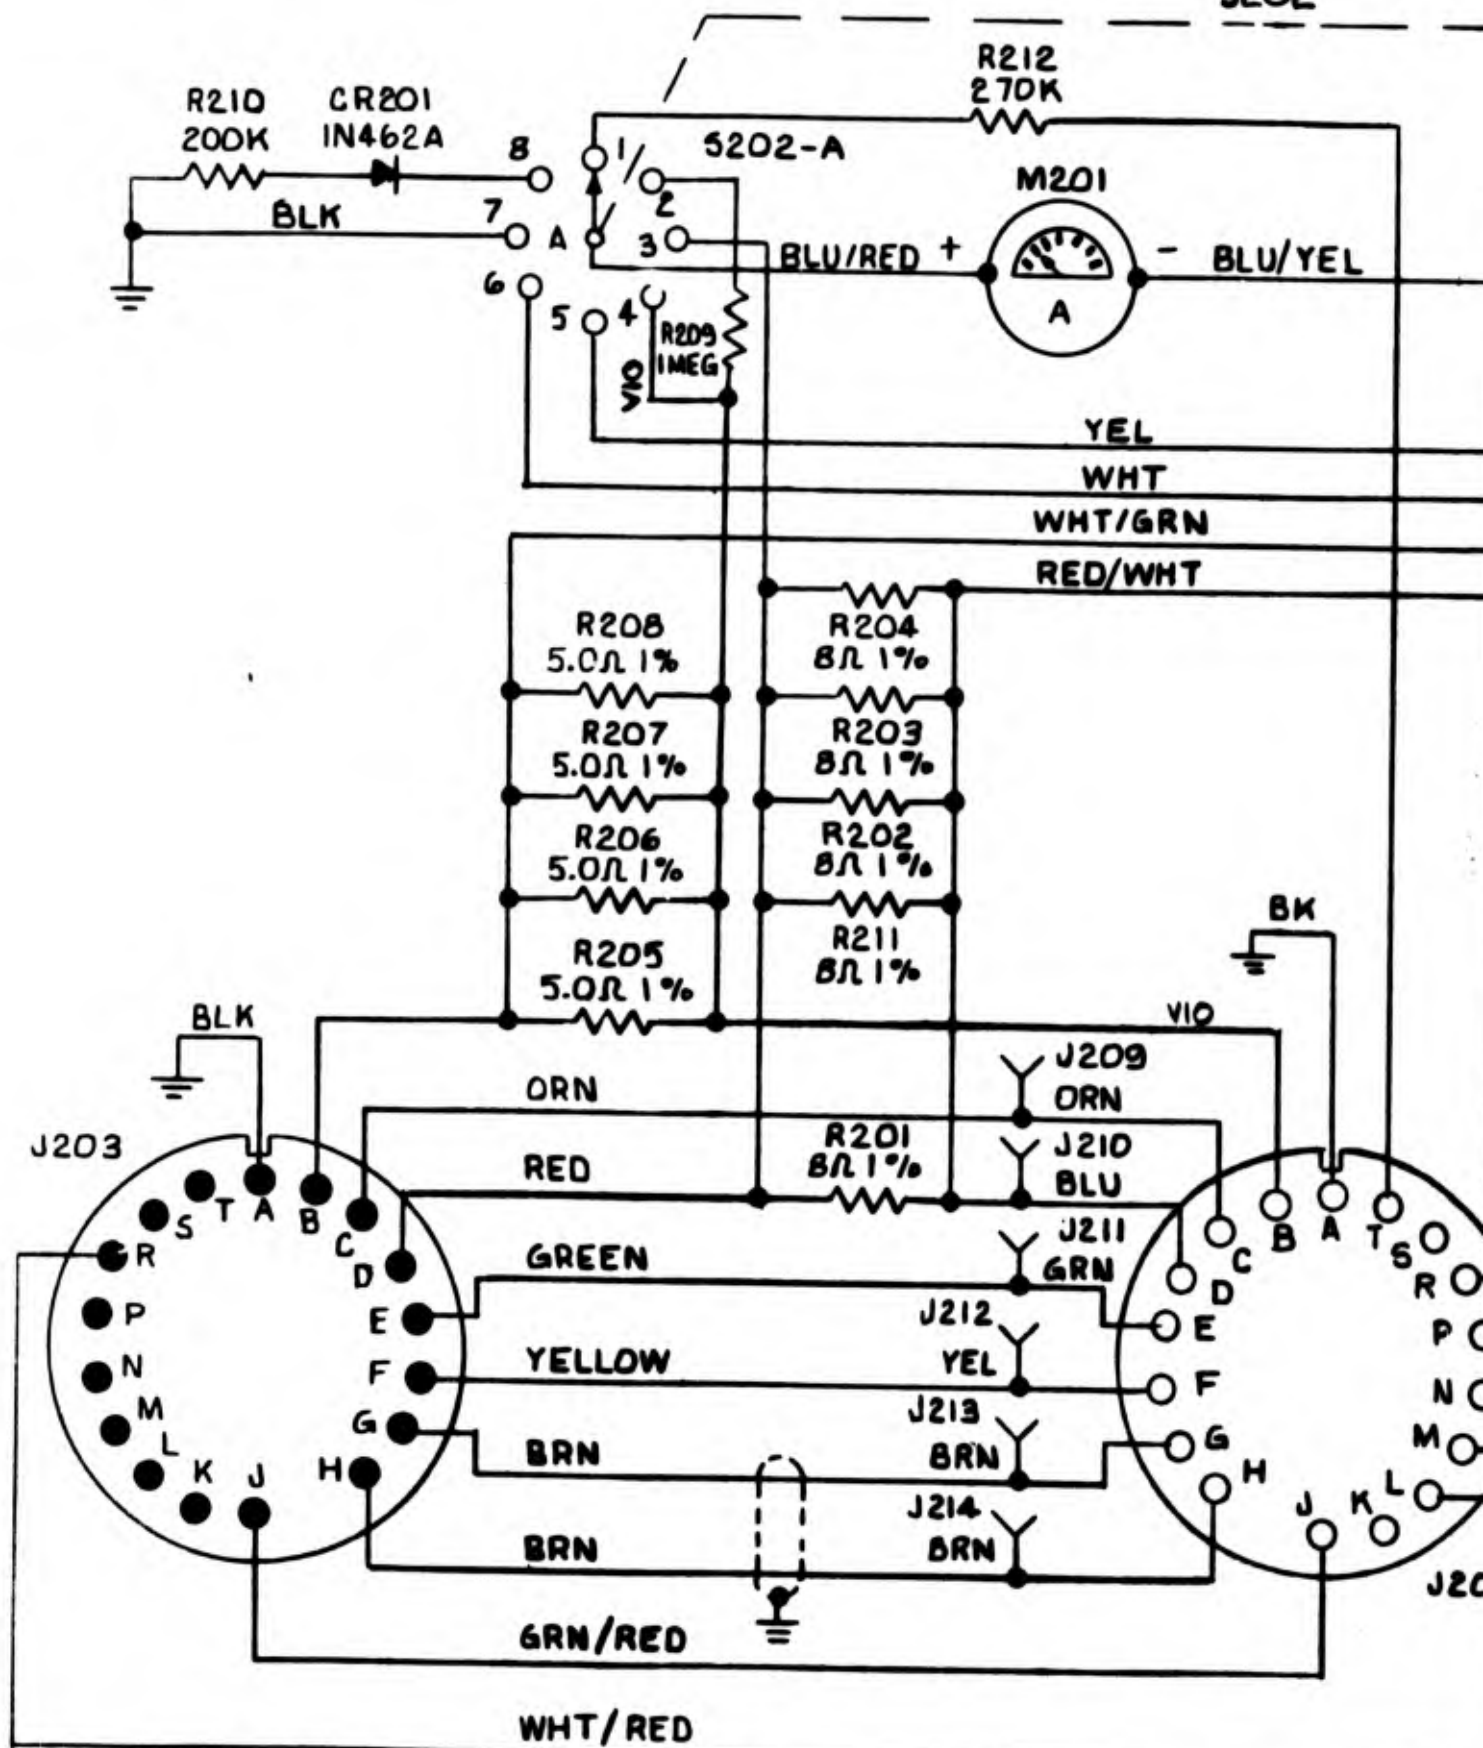 R212
270K
R210 CR201
200K 1N462A
S202-A
8 1
2
M201
BLK
7 A 3
BLU/RED + - BLU/YEL
A
6
5 4 R209
1MEG
VIO
YEL
WHT
WHT/GRN
RED/WHT
R208 R204
5.0Ω 1% 8Ω 1%
R207 R203
5.0Ω 1% 8Ω 1%
R206 R202
5.0Ω 1% 8Ω 1%
BK
R205 R211
5.0Ω 1% 8Ω 1%
BLK VIO
J209
ORN ORN
J203 R201 J210
8Ω 1%
RED BLU
S T A B C D
J211
C B A T S
R GREEN GRN D R
P E J212 E P
YELLOW YEL
N F F N
M G J213 G M
L BRN BRN
K J H J214 H J K L
BRN BRN
GRN/RED
WHT/RED